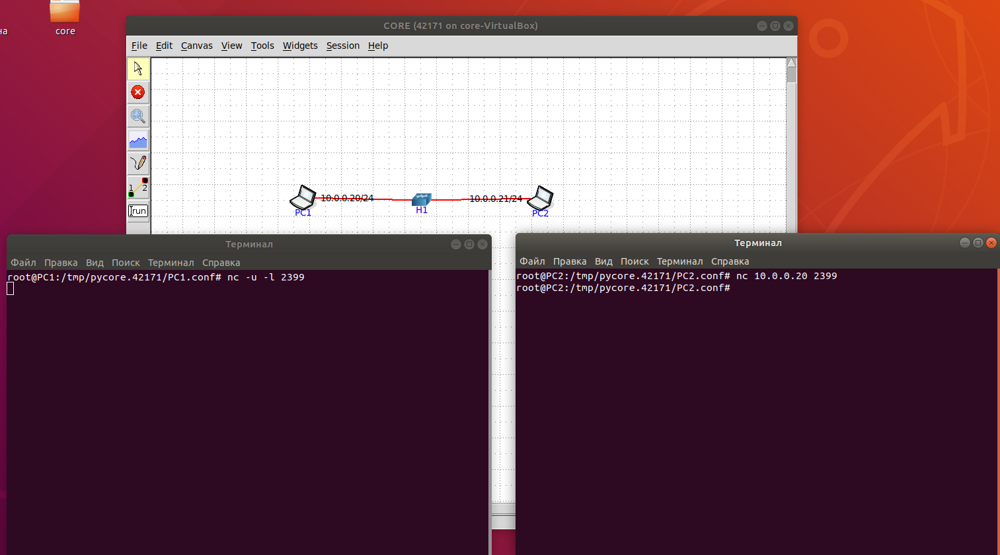 на
core
CORE (42171 on core-VirtualBox)
File Edit Canvas View Tools Widgets Session Help
1 2
run
10.0.0.20/24
10.0.0.21/24
PC1
H1
PC2
Терминал
Файл Правка Вид Поиск Терминал Справка
root@PC1:/tmp/pycore.42171/PC1.conf# nc -u -l 2399
Терминал
Файл Правка Вид Поиск Терминал Справка
root@PC2:/tmp/pycore.42171/PC2.conf# nc 10.0.0.20 2399
root@PC2:/tmp/pycore.42171/PC2.conf#